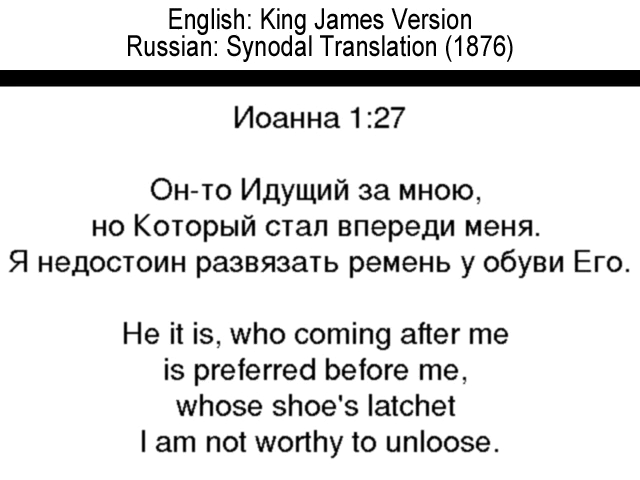 English: King James Version
Russian: Synodal Translation (1876)
Иоанна 1:27
Он-то Идущий за мною,
но Который стал впереди меня.
Я недостоин развязать ремень у обуви Его.
He it is, who coming after me
is preferred before me,
whose shoe's latchet
I am not worthy to unloose.